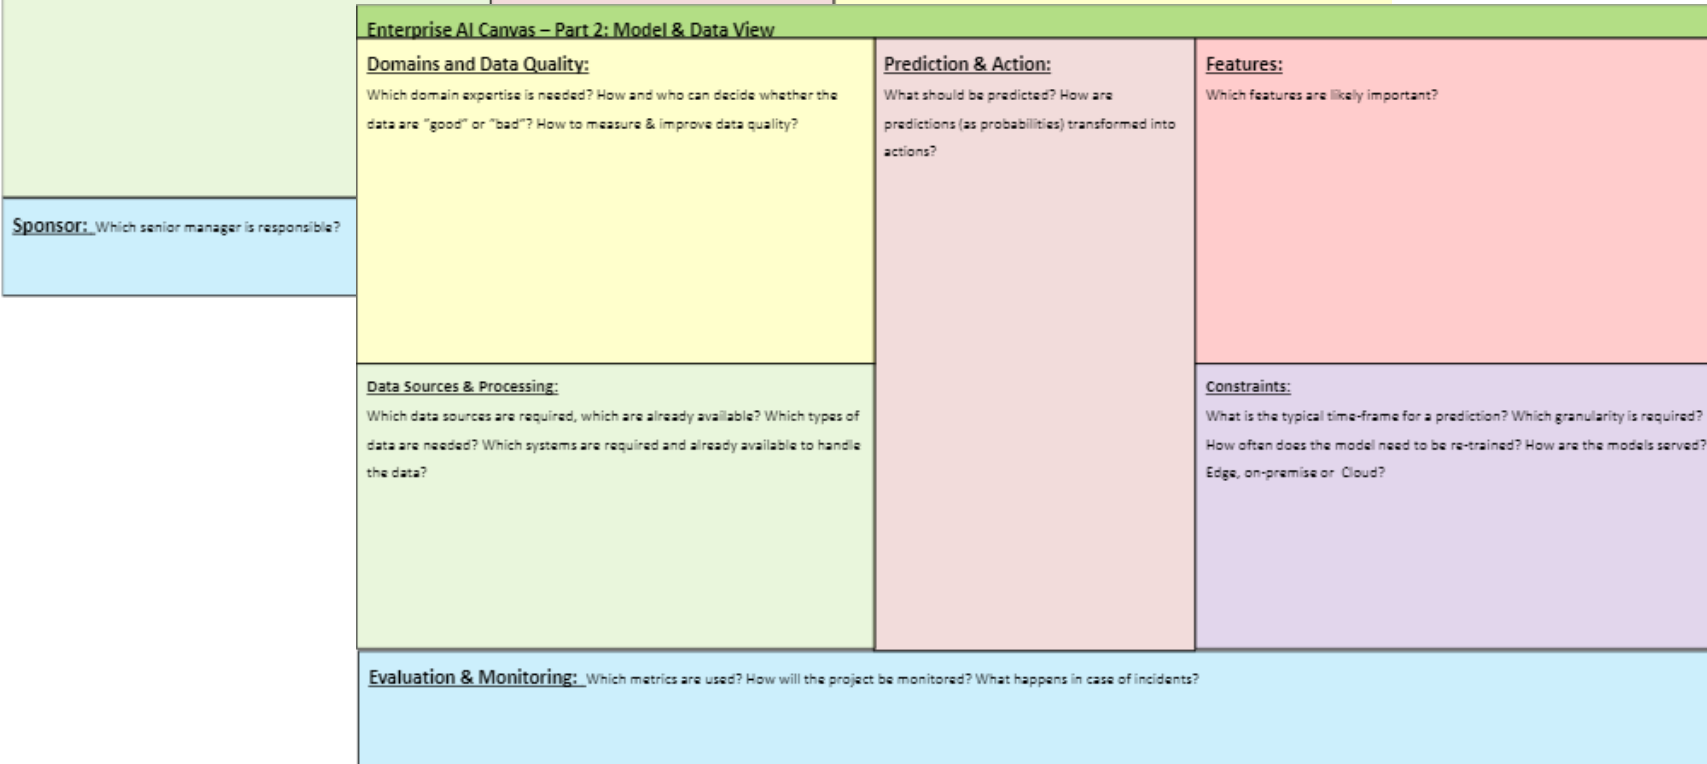 Enterprise AI Canvas – Part 2: Model & Data View
Domains and Data Quality:
Which domain expertise is needed? How and who can decide whether the
data are "good" or "bad"? How to measure & improve data quality?
Prediction & Action:
What should be predicted? How are
predictions (as probabilities) transformed into
actions?
Features:
Which features are likely important?
Sponsor: Which senior manager is responsible?
Data Sources & Processing:
Which data sources are required, which are already available? Which types of
data are needed? Which systems are required and already available to handle
the data?
Constraints:
What is the typical time-frame for a prediction? Which granularity is required?
How often does the model need to be re-trained? How are the models served?
Edge, on-premise or Cloud?
Evaluation & Monitoring: Which metrics are used? How will the project be monitored? What happens in case of incidents?